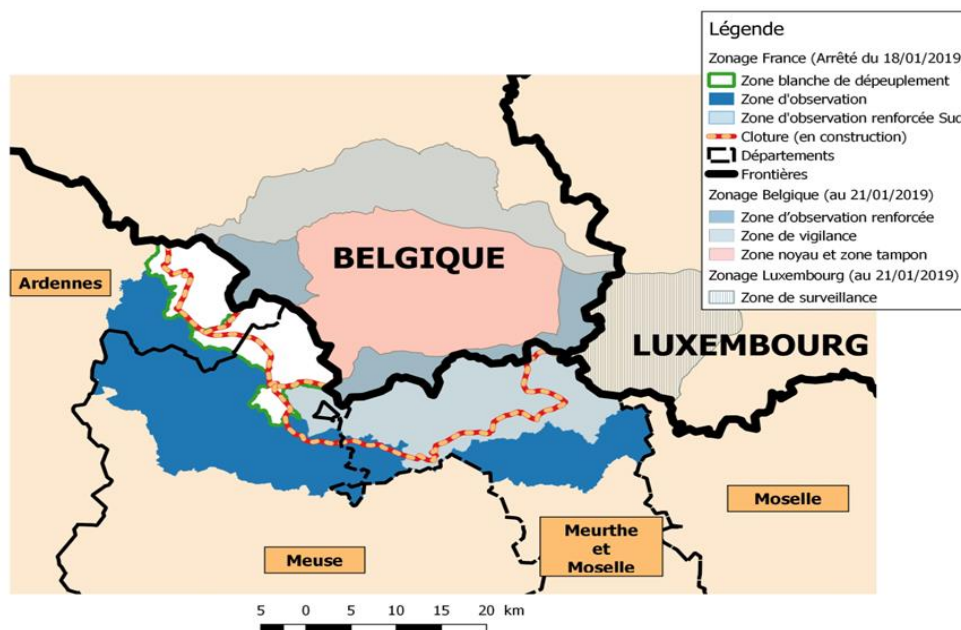 Légende
Zonage France (Arrêté du 18/01/2019
Zone blanche de dépeuplement
Zone d'observation
Zone d'observation renforcée Sud
Cloture (en construction)
Départements
Frontières
Zonage Belgique (au 21/01/2019)
Zone d'observation renforcée
Zone de vigilance
Zone noyau et zone tampon
Zonage Luxembourg (au 21/01/2019)
Zone de surveillance
BELGIQUE
Ardennes
LUXEMBOURG
Moselle
Meurthe
et
Moselle
Meuse
5 0 5 10 15 20 km